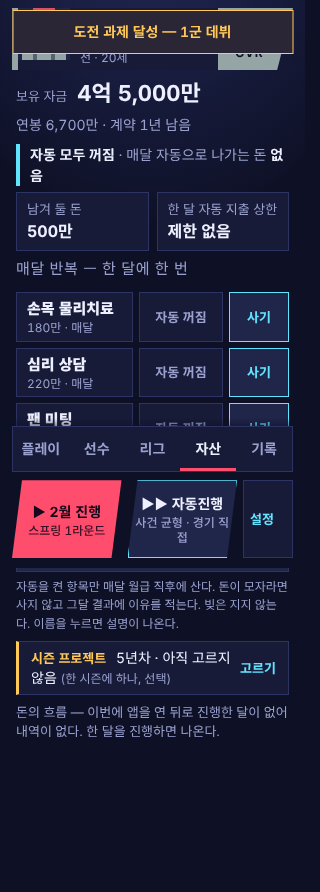 도전 과제 달성 — 1군 데뷔
전 · 20세
OVR
보유 자금 4억 5,000만
연봉 6,700만 · 계약 1년 남음
자동 모두 꺼짐 · 매달 자동으로 나가는 돈 없
음
남겨 둘 돈
500만
한 달 자동 지출 상한
제한 없음
매달 반복 — 한 달에 한 번
손목 물리치료
180만 · 매달
자동 꺼짐
사기
심리 상담
220만 · 매달
자동 꺼짐
사기
팬 미팅
플레이 선수 리그 자산 기록
▶ 2월 진행
스프링 1라운드
▶▶ 자동진행
사건 균형 · 경기 직
접
설정
자동을 켠 항목만 매달 월급 직후에 산다. 돈이 모자라면
사지 않고 그달 결과에 이유를 적는다. 빚은 지지 않는
다. 이름을 누르면 설명이 나온다.
시즌 프로젝트 5년차 · 아직 고르지
않음 (한 시즌에 하나, 선택)
고르기
돈의 흐름 — 이번에 앱을 연 뒤로 진행한 달이 없어
내역이 없다. 한 달을 진행하면 나온다.